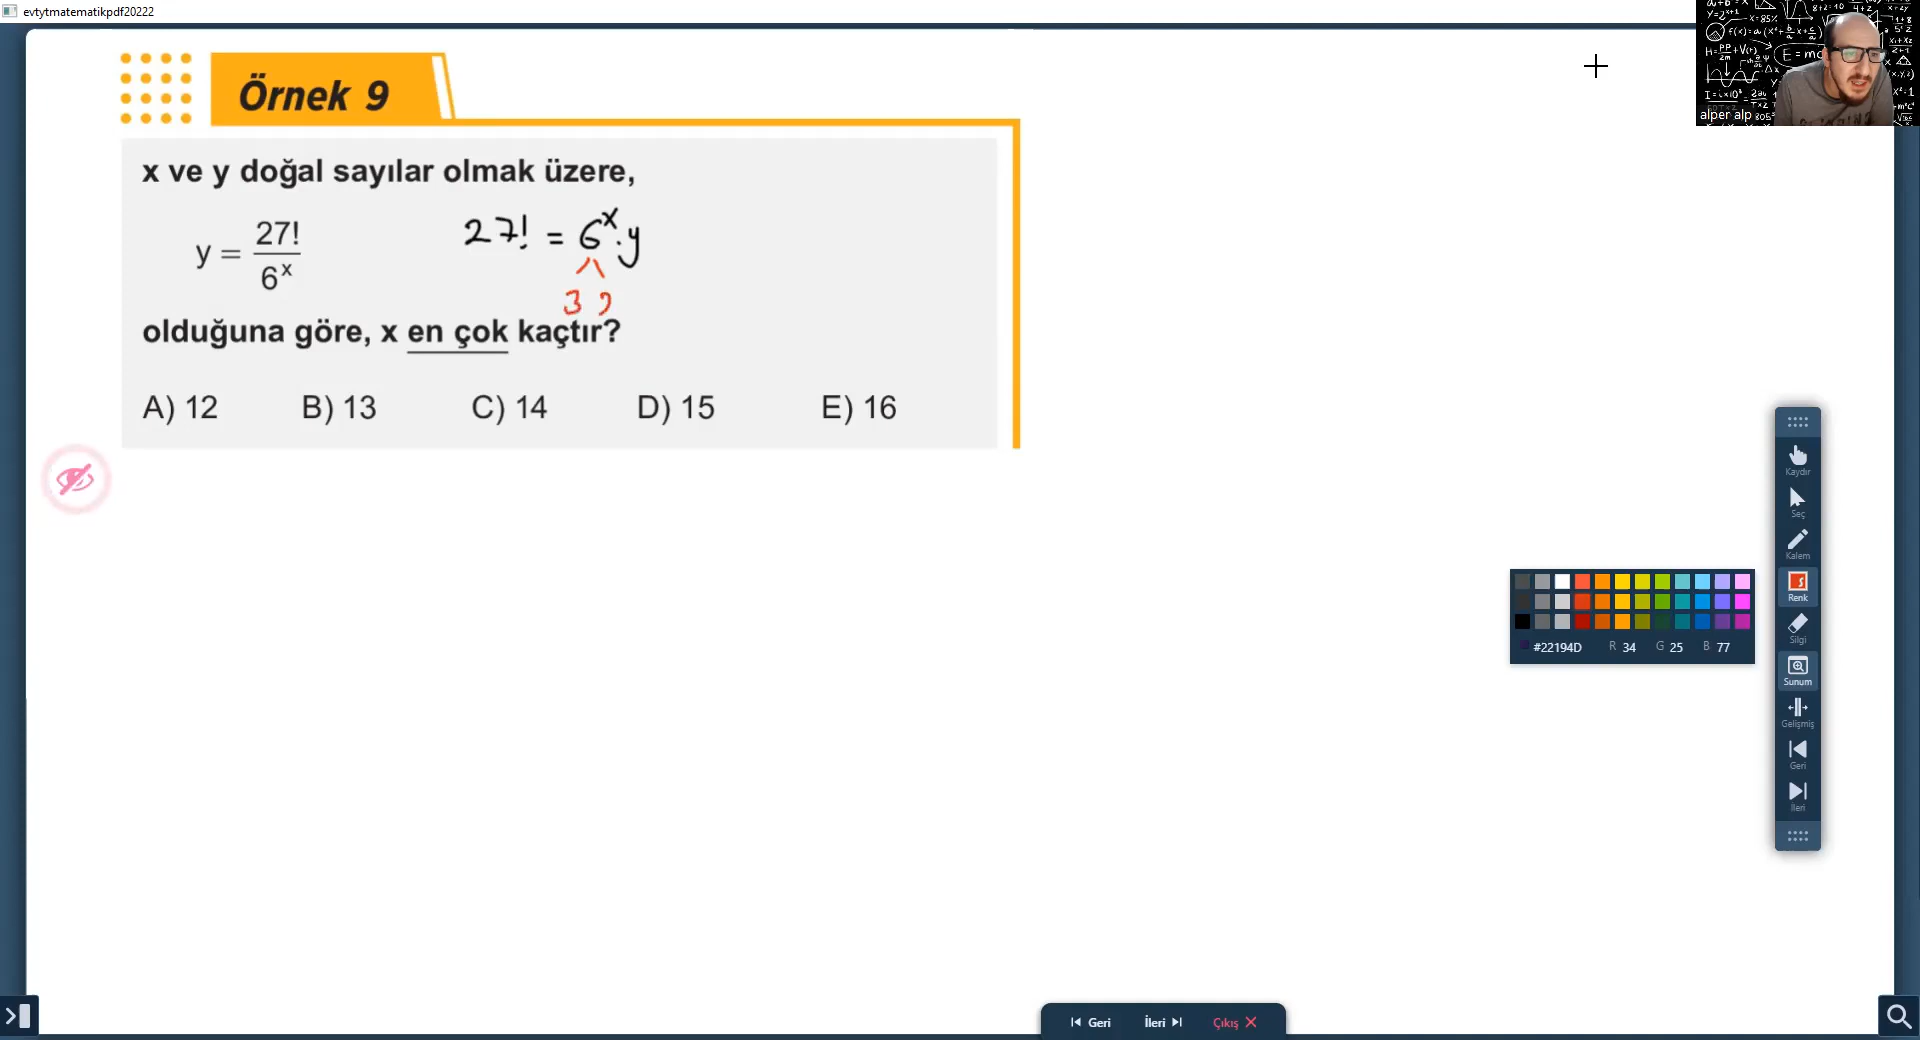 evtytmatematikpdf20222
Örnek 9
x ve y doğal sayılar olmak üzere,
y = 27! / 6^x
27! = 6^x . y
3
olduğuna göre, x en çok kaçtır?
A) 12 B) 13 C) 14 D) 15 E) 16
alper alp
Kaydır
Seç
Kalem
Renk
Silgi
Sunum
Gelişmiş
Geri
İleri
#22194D R 34 G 25 B 77
Geri İleri Çıkış